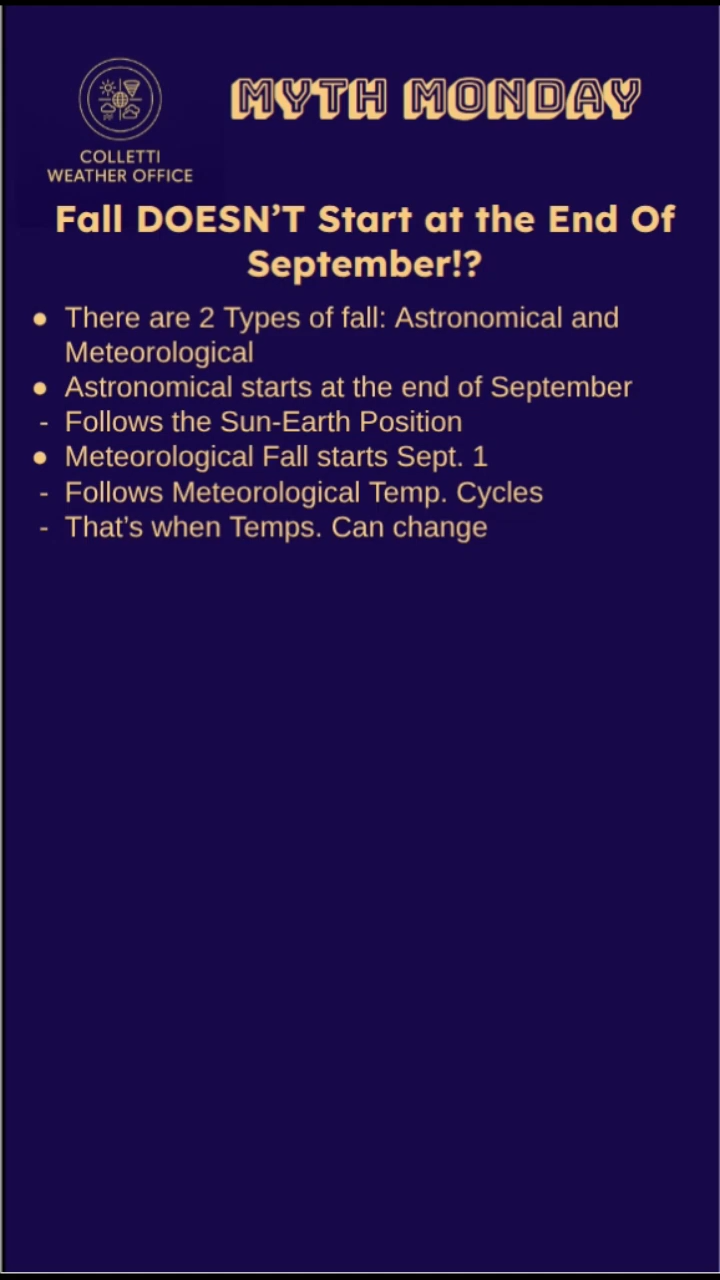 MYTH MONDAY
COLLETTI
WEATHER OFFICE
Fall DOESN’T Start at the End Of
September!?
● There are 2 Types of fall: Astronomical and
Meteorological
● Astronomical starts at the end of September
- Follows the Sun-Earth Position
● Meteorological Fall starts Sept. 1
- Follows Meteorological Temp. Cycles
- That’s when Temps. Can change